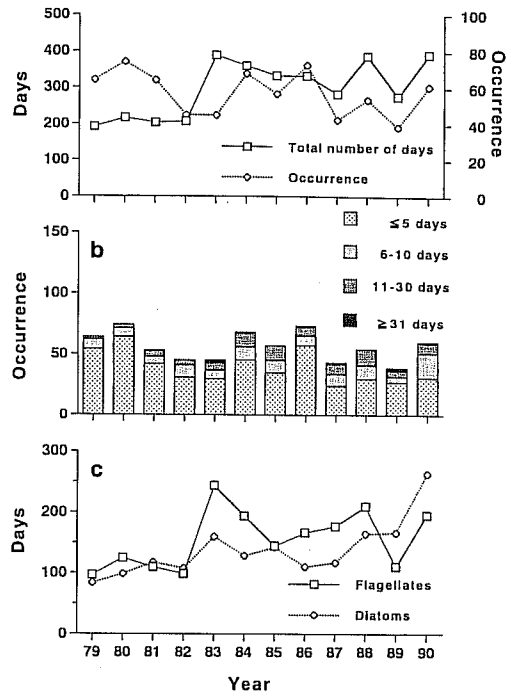 500
400
300
200
100
0
Days
100
80
60
40
20
0
Occurrence
Total number of days
Occurrence
b
150
100
50
0
Occurrence
≦5 days
6-10 days
11-30 days
≧31 days
c
300
200
100
0
Days
Flagellates
Diatoms
79 80 81 82 83 84 85 86 87 88 89 90
Year